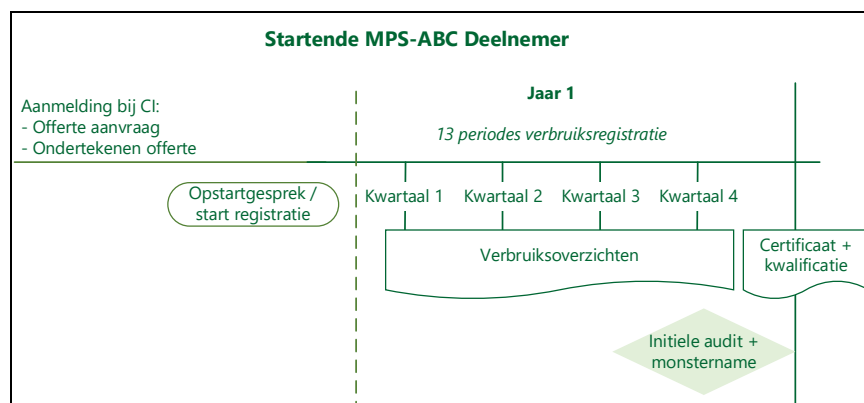 Startende MPS-ABC Deelnemer
Aanmelding bij CI:
- Offerte aanvraag
- Ondertekenen offerte
Jaar 1
13 periodes verbruiksregistratie
Opstartgesprek /
start registratie
Kwartaal 1
Kwartaal 2
Kwartaal 3
Kwartaal 4
Verbruiksoverzichten
Certificaat +
kwalificatie
Initiele audit +
monstername